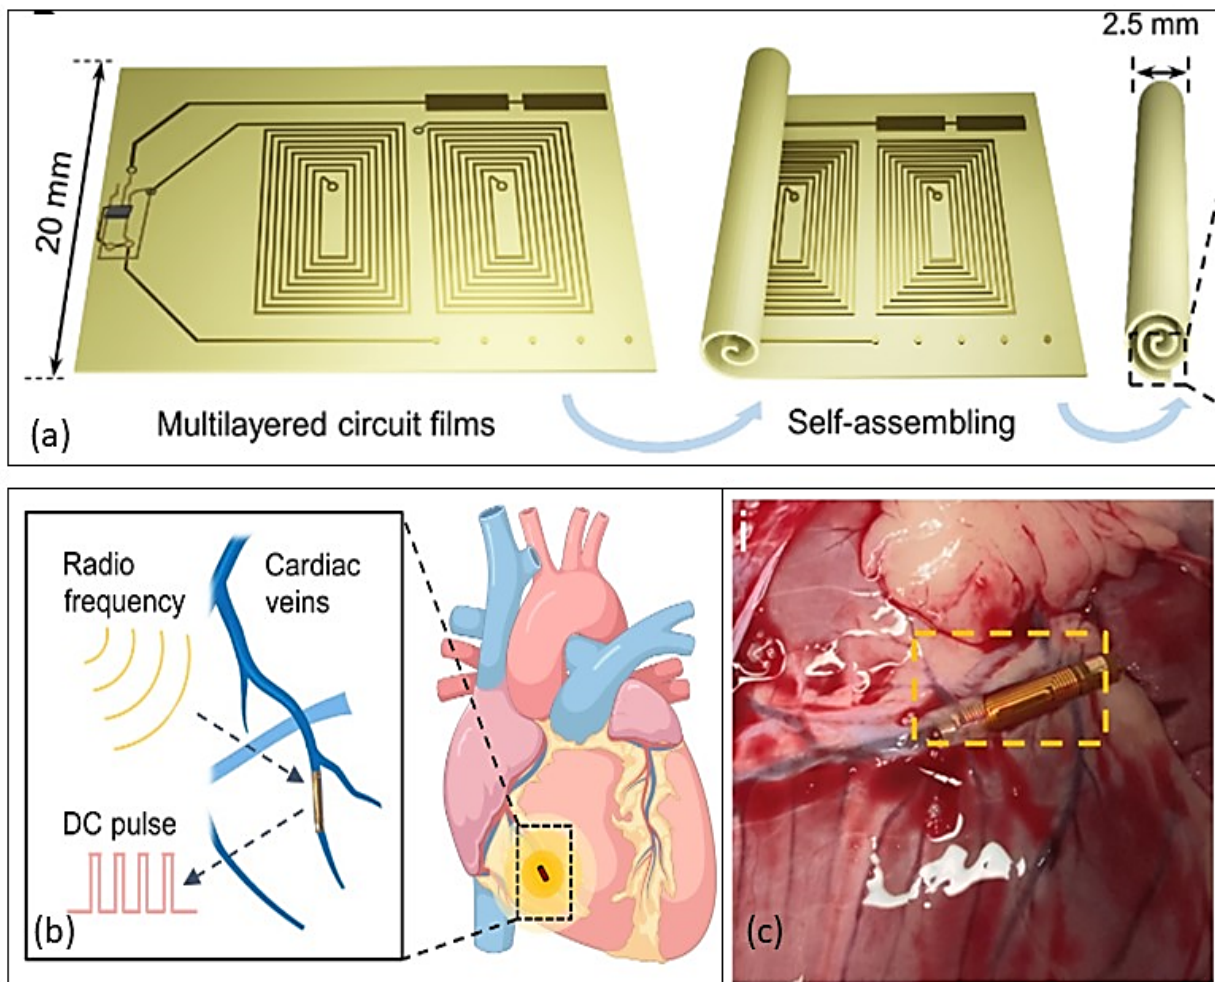 2.5 mm
20 mm
(a)
Multilayered circuit films
Self-assembling
Radio
frequency
Cardiac
veins
DC pulse
(b)
i
(c)